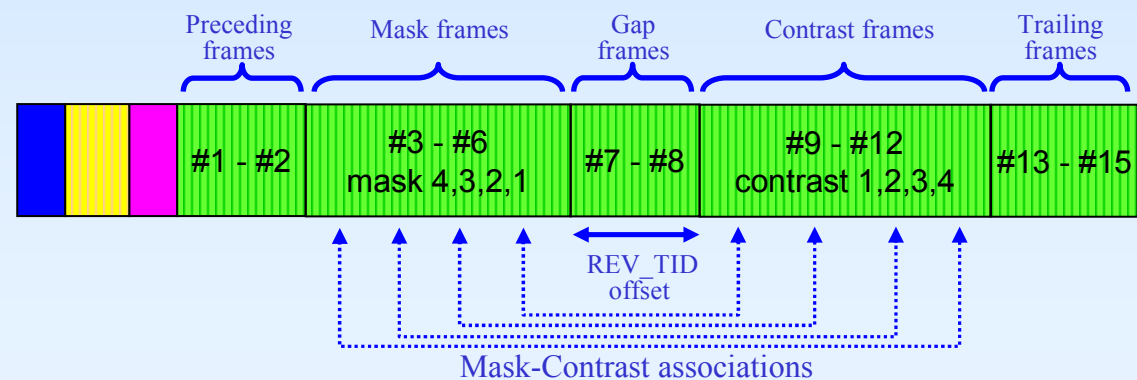 Preceding
frames
Mask frames
Gap
frames
Contrast frames
Trailing
frames
#1 - #2
#3 - #6
mask 4,3,2,1
#7 - #8
#9 - #12
contrast 1,2,3,4
#13 - #15
REV_TID
offset
Mask-Contrast associations